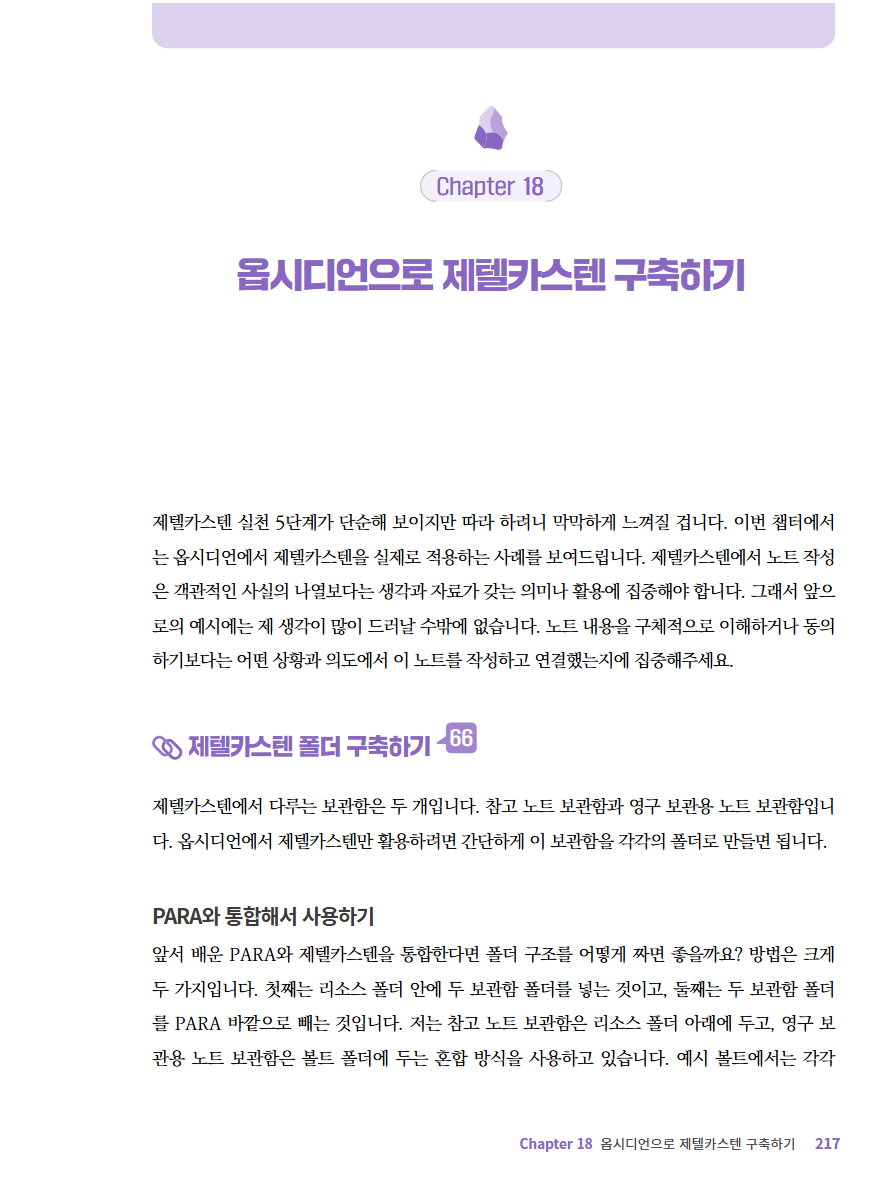 Chapter 18
옵시디언으로 제텔카스텐 구축하기
제텔카스텐 실천 5단계가 단순해 보이지만 따라 하려니 막막하게 느껴질 겁니다. 이번 챕터에서
는 옵시디언에서 제텔카스텐을 실제로 적용하는 사례를 보여드립니다. 제텔카스텐에서 노트 작성
은 객관적인 사실의 나열보다는 생각과 자료가 갖는 의미나 활용에 집중해야 합니다. 그래서 앞으
로의 예시에는 제 생각이 많이 드러날 수밖에 없습니다. 노트 내용을 구체적으로 이해하거나 동의
하기보다는 어떤 상황과 의도에서 이 노트를 작성하고 연결했는지에 집중해주세요.
제텔카스텐 폴더 구축하기 66
제텔카스텐에서 다루는 보관함은 두 개입니다. 참고 노트 보관함과 영구 보관용 노트 보관함입니
다. 옵시디언에서 제텔카스텐만 활용하려면 간단하게 이 보관함을 각각의 폴더로 만들면 됩니다.
PARA와 통합해서 사용하기
앞서 배운 PARA와 제텔카스텐을 통합한다면 폴더 구조를 어떻게 짜면 좋을까요? 방법은 크게
두 가지입니다. 첫째는 리소스 폴더 안에 두 보관함 폴더를 넣는 것이고, 둘째는 두 보관함 폴더
를 PARA 바깥으로 빼는 것입니다. 저는 참고 노트 보관함은 리소스 폴더 아래에 두고, 영구 보
관용 노트 보관함은 볼트 폴더에 두는 혼합 방식을 사용하고 있습니다. 예시 볼트에서는 각각
Chapter 18 옵시디언으로 제텔카스텐 구축하기 217